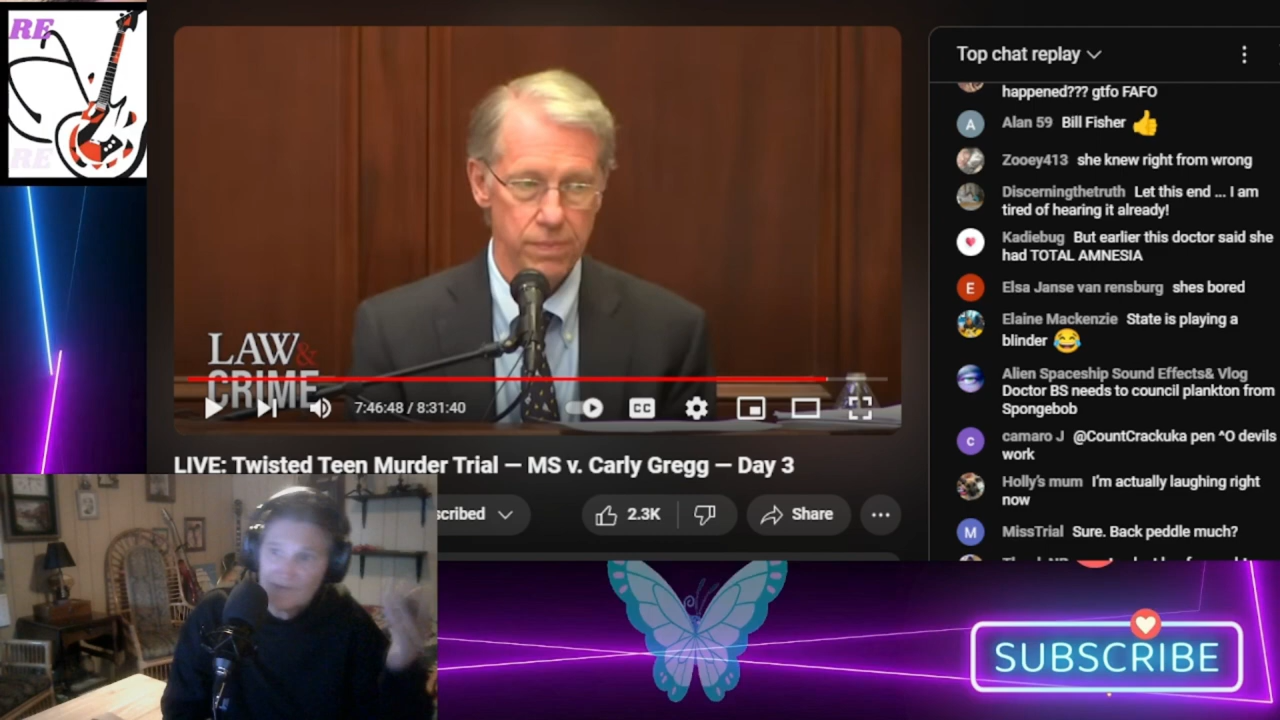 RE
RE
LAW&
CRIME
7:46:48 / 8:31:40
CC
LIVE: Twisted Teen Murder Trial — MS v. Carly Gregg — Day 3
scribed
2.3K
Share
Top chat replay
happened??? gtfo FAFO
A
Alan 59 Bill Fisher 👍
Zooey413 she knew right from wrong
Discerningthetruth Let this end ... I am
tired of hearing it already!
Kadiebug But earlier this doctor said she
had TOTAL AMNESIA
E
Elsa Janse van rensburg shes bored
Elaine Mackenzie State is playing a
blinder 😂
Alien Spaceship Sound Effects& Vlog
Doctor BS needs to council plankton from
Spongebob
c
camaro J @CountCrackuka pen ^O devils
work
Holly's mum I'm actually laughing right
now
M
MissTrial Sure. Back peddle much?
SUBSCRIBE